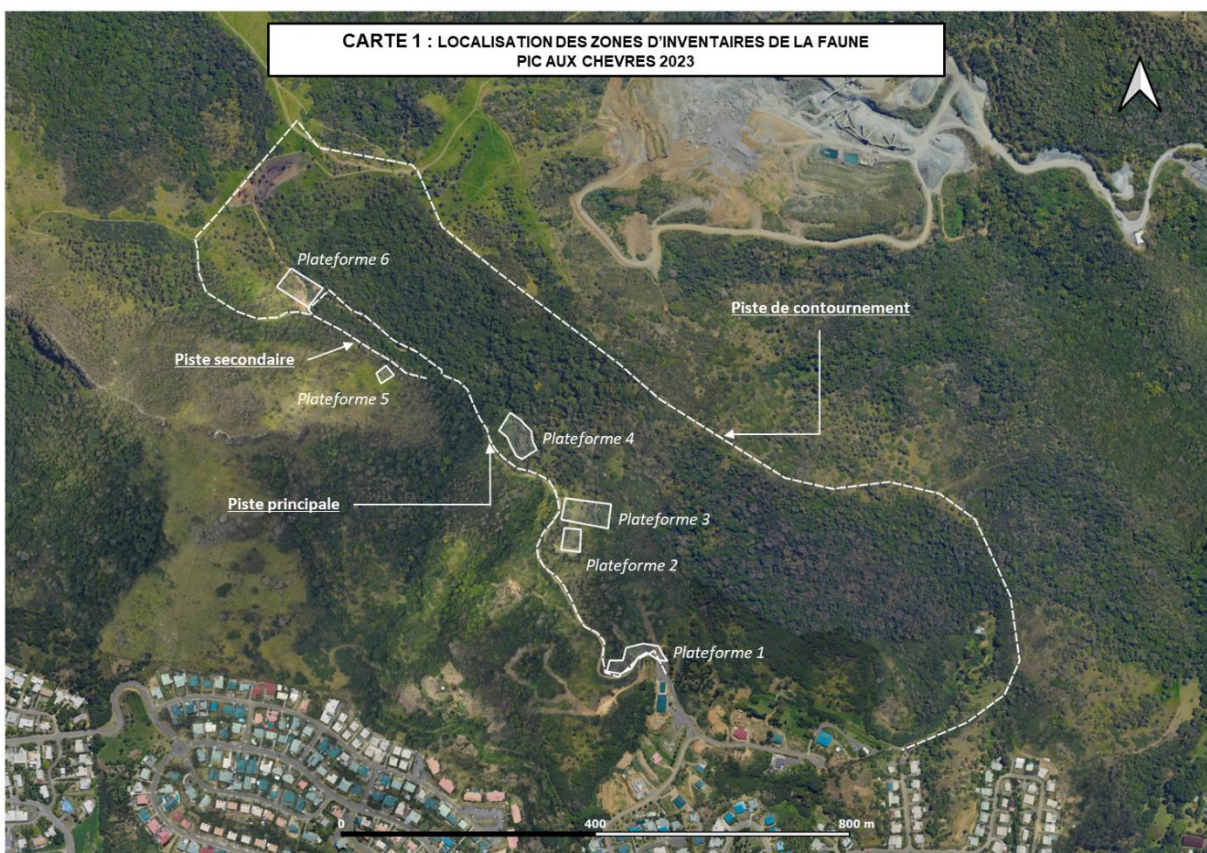 CARTE 1 : LOCALISATION DES ZONES D'INVENTAIRES DE LA FAUNE
PIC AUX CHEVRES 2023
Plateforme 6
Piste de contournement
Piste secondaire
Plateforme 5
Plateforme 4
Piste principale
Plateforme 3
Plateforme 2
Plateforme 1
0 400 800 m